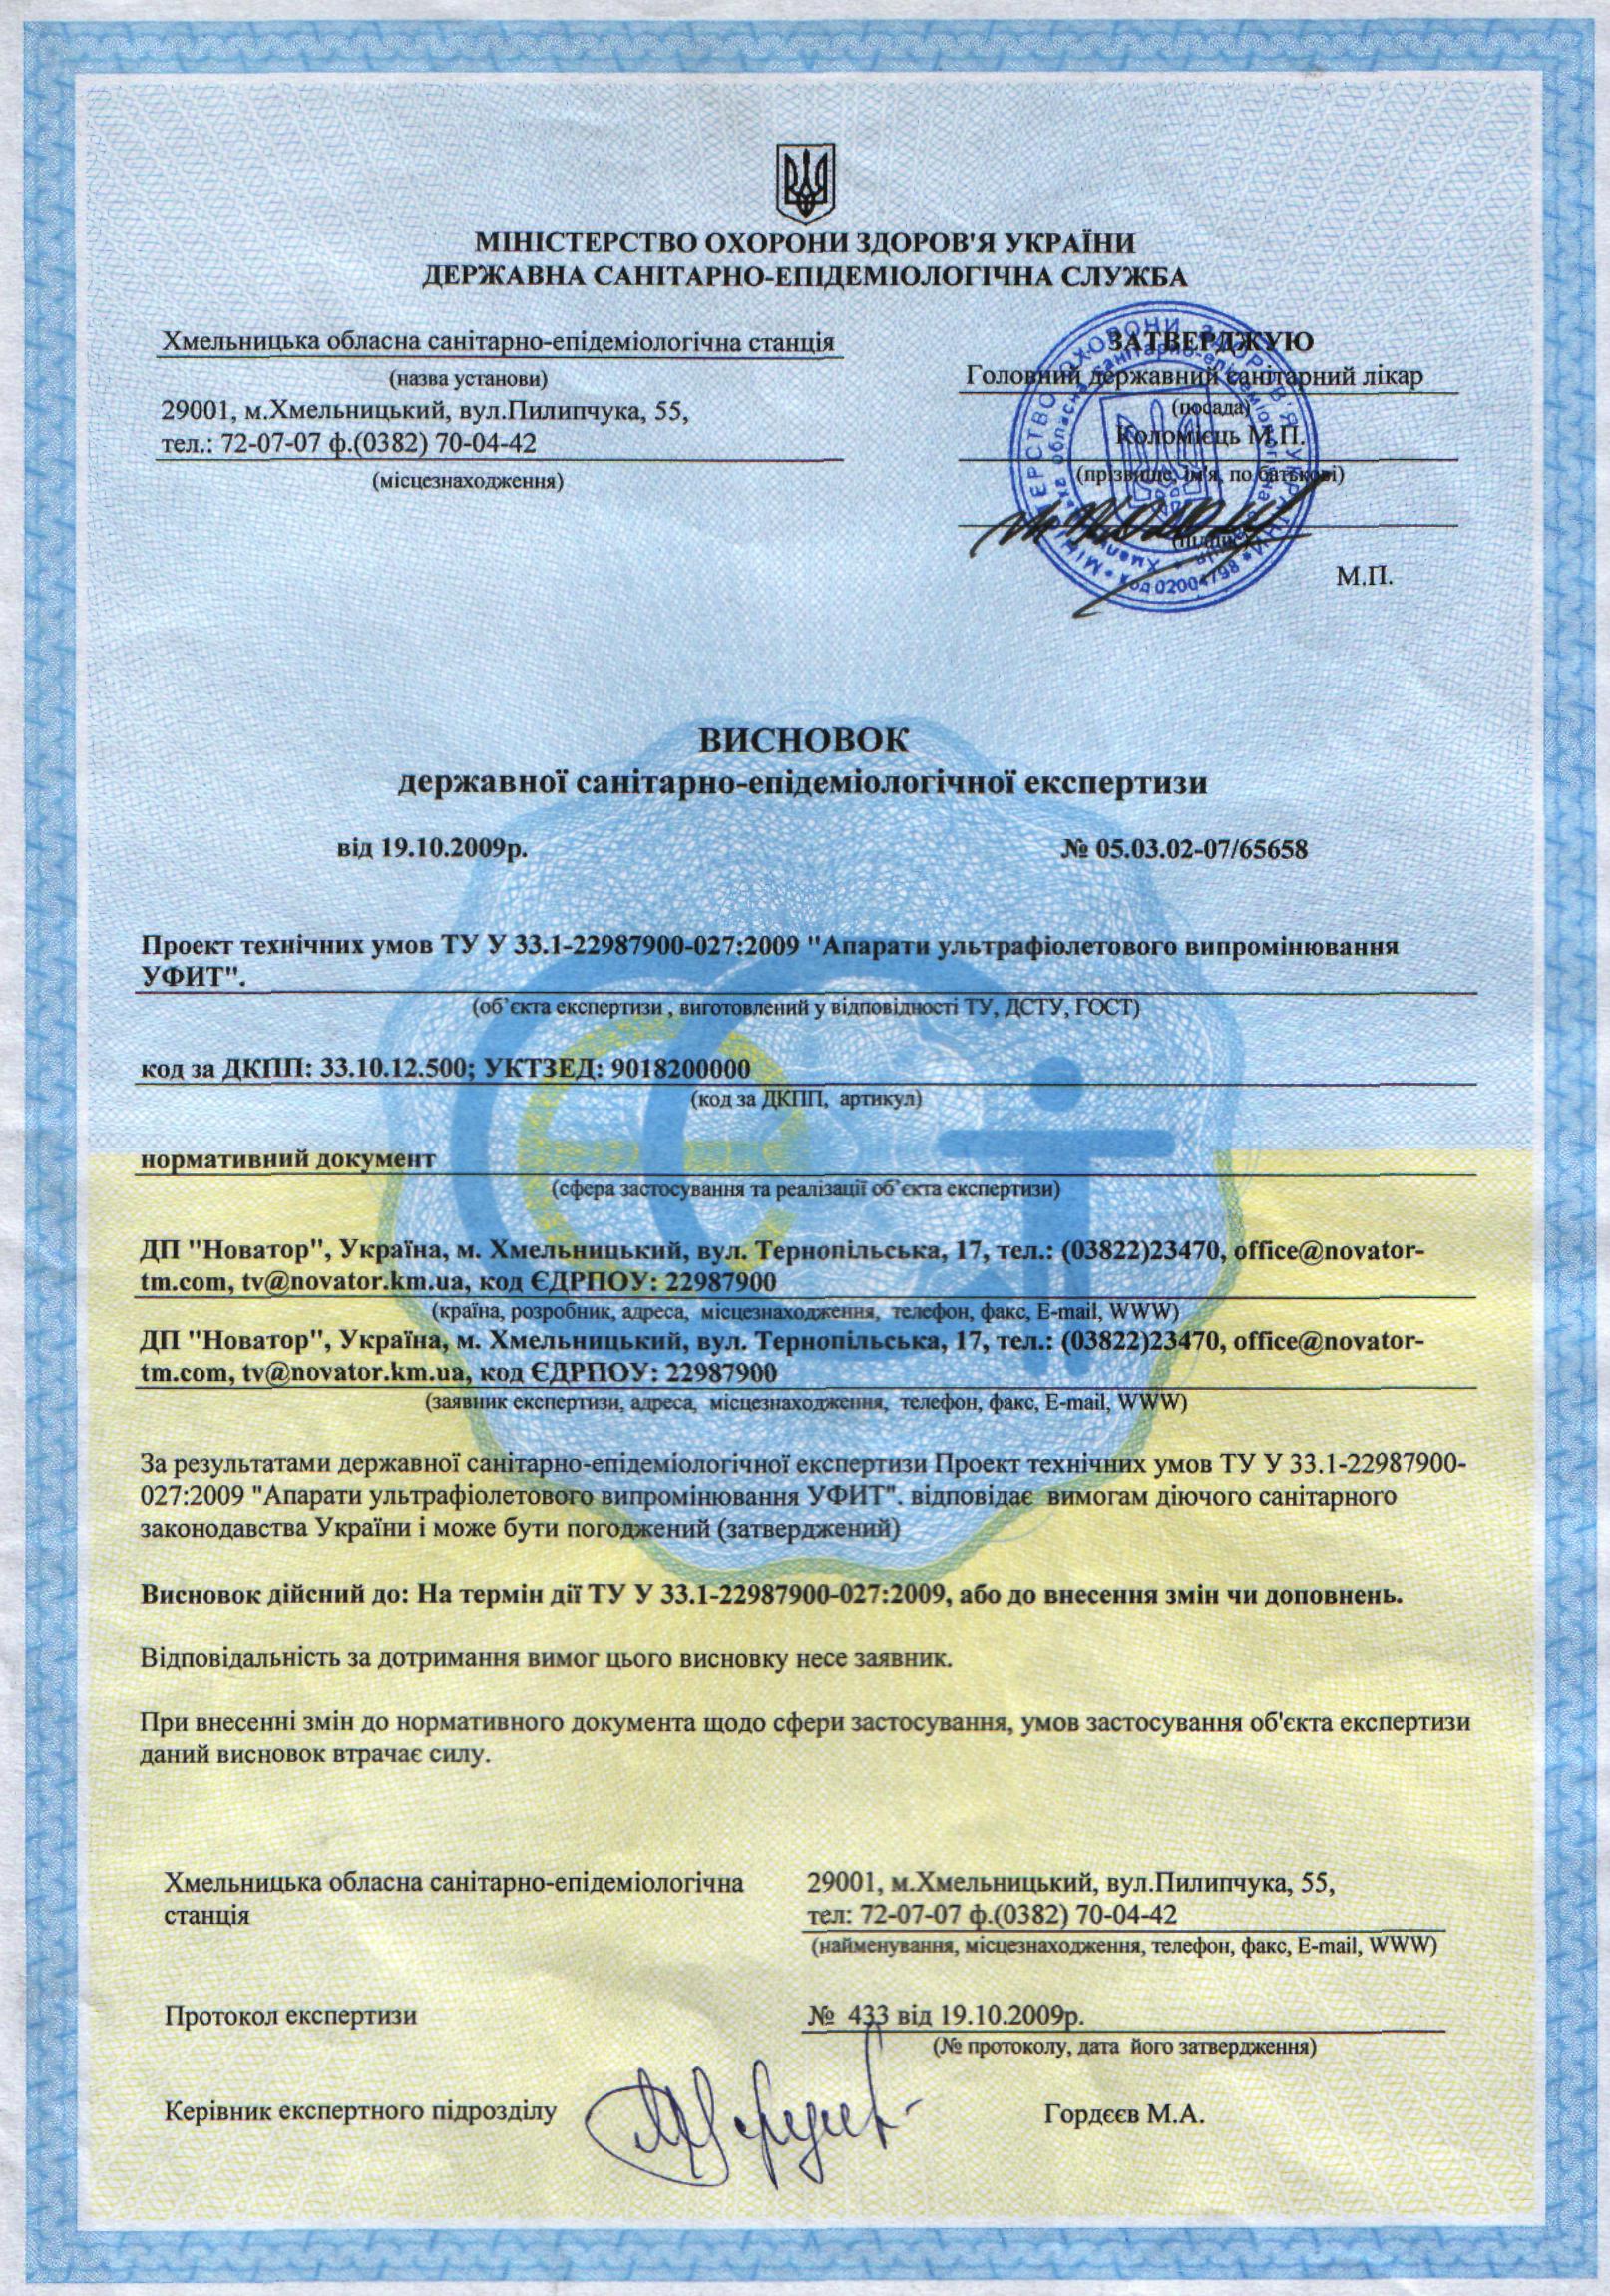 МІНІСТЕРСТВО ОХОРОНИ ЗДОРОВ'Я УКРАЇНИ
ДЕРЖАВНА САНІТАРНО-ЕПІДЕМІОЛОГІЧНА СЛУЖБА
Хмельницька обласна санітарно-епідеміологічна станція
(назва установи)
29001, м.Хмельницький, вул.Пилипчука, 55,
тел.: 72-07-07 ф.(0382) 70-04-42
(місцезнаходження)
ЗАТВЕРДЖУЮ
Головний державний санітарний лікар
(посада)
Коломієць М.П.
(прізвище, ім'я, по батькові)
(підпис)
М.П.
код 02004798
ВИСНОВОК
державної санітарно-епідеміологічної експертизи
від 19.10.2009р.
№ 05.03.02-07/65658
Проект технічних умов ТУ У 33.1-22987900-027:2009 "Апарати ультрафіолетового випромінювання
УФИТ".
(об'єкта експертизи , виготовлений у відповідності ТУ, ДСТУ, ГОСТ)
код за ДКПП: 33.10.12.500; УКТЗЕД: 9018200000
(код за ДКПП, артикул)
нормативний документ
(сфера застосування та реалізації об'єкта експертизи)
ДП "Новатор", Україна, м. Хмельницький, вул. Тернопільська, 17, тел.: (03822)23470, office@novator-
tm.com, tv@novator.km.ua, код ЄДРПОУ: 22987900
(країна, розробник, адреса, місцезнаходження, телефон, факс, E-mail, WWW)
ДП "Новатор", Україна, м. Хмельницький, вул. Тернопільська, 17, тел.: (03822)23470, office@novator-
tm.com, tv@novator.km.ua, код ЄДРПОУ: 22987900
(заявник експертизи, адреса, місцезнаходження, телефон, факс, E-mail, WWW)
За результатами державної санітарно-епідеміологічної експертизи Проект технічних умов ТУ У 33.1-22987900-
027:2009 "Апарати ультрафіолетового випромінювання УФИТ". відповідає вимогам діючого санітарного
законодавства України і може бути погоджений (затверджений)
Висновок дійсний до: На термін дії ТУ У 33.1-22987900-027:2009, або до внесення змін чи доповнень.
Відповідальність за дотримання вимог цього висновку несе заявник.
При внесенні змін до нормативного документа щодо сфери застосування, умов застосування об'єкта експертизи
даний висновок втрачає силу.
Хмельницька обласна санітарно-епідеміологічна
станція
29001, м.Хмельницький, вул.Пилипчука, 55,
тел: 72-07-07 ф.(0382) 70-04-42
(найменування, місцезнаходження, телефон, факс, E-mail, WWW)
Протокол експертизи
№ 433 від 19.10.2009р.
(№ протоколу, дата його затвердження)
Керівник експертного підрозділу
Гордєєв М.А.